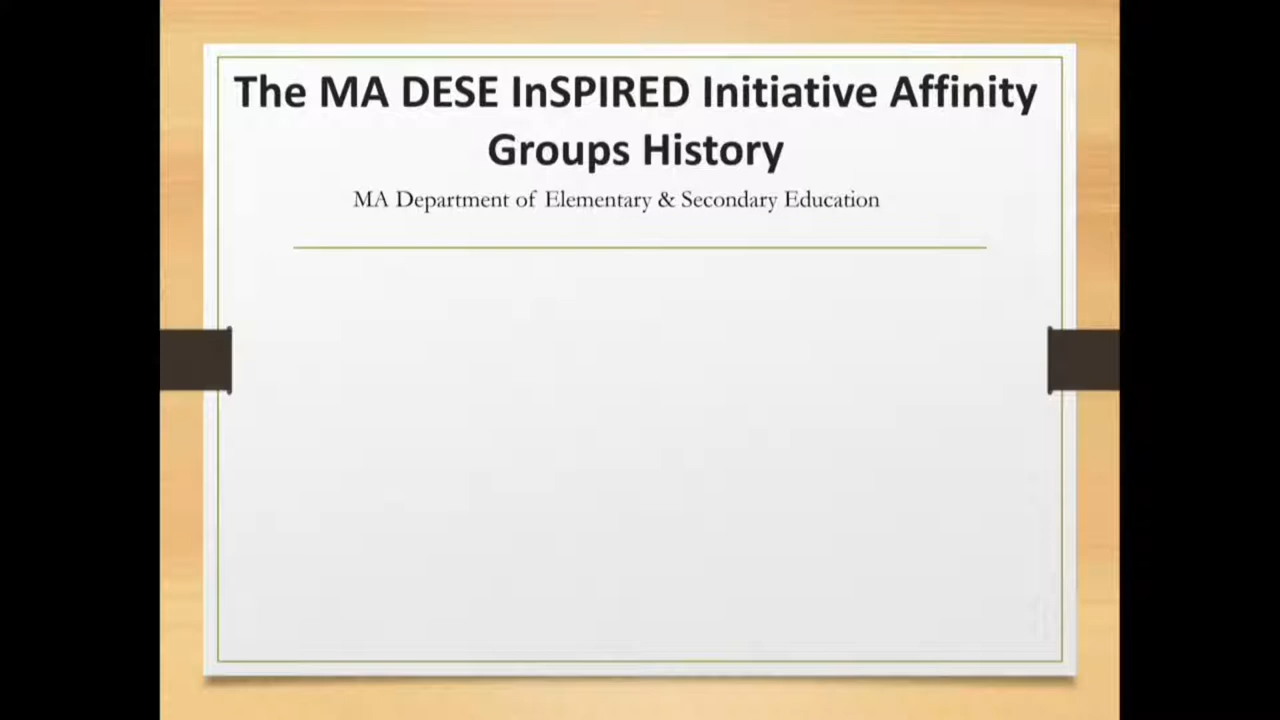 The MA DESE InSPIRED Initiative Affinity
Groups History
MA Department of Elementary & Secondary Education